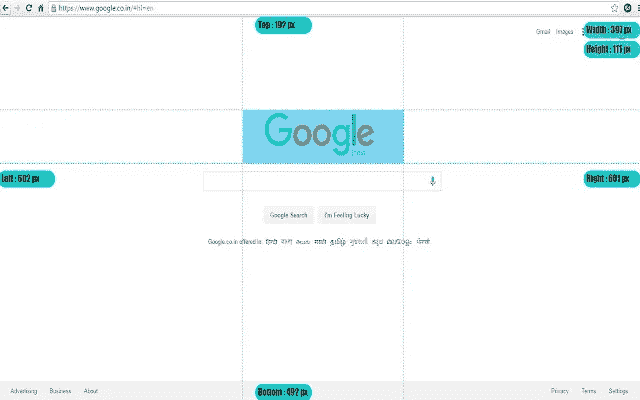 https://www.google.co.in/#hl=en
Top : 192 px
Gmail Images
Width : 397 px
Height : 111 px
Google
Left : 602 px
Right : 601 px
Google Search I'm Feeling Lucky
Google.co.in offered in: हिन्दी বাংলা తెలుగు मराठी தமிழ் ગુજરાતી ಕನ್ನಡ മലയാളം ਪੰਜਾਬੀ
Advertising Business About
Bottom : 492 px
Privacy Terms Settings